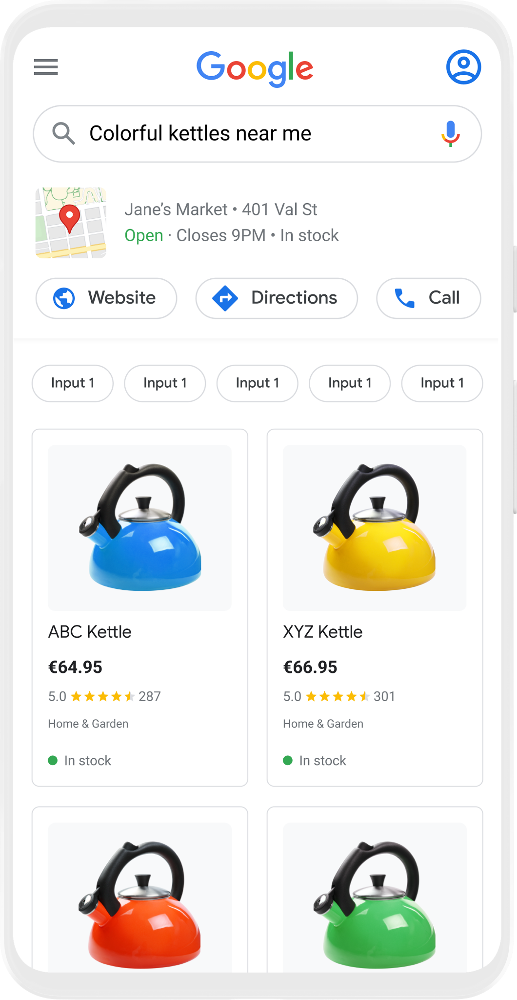 Google
Colorful kettles near me
Jane’s Market • 401 Val St
Open · Closes 9PM • In stock
Website
Directions
Call
Input 1
Input 1
Input 1
Input 1
Input 1
ABC Kettle
€64.95
5.0 287
Home & Garden
In stock
XYZ Kettle
€66.95
5.0 301
Home & Garden
In stock